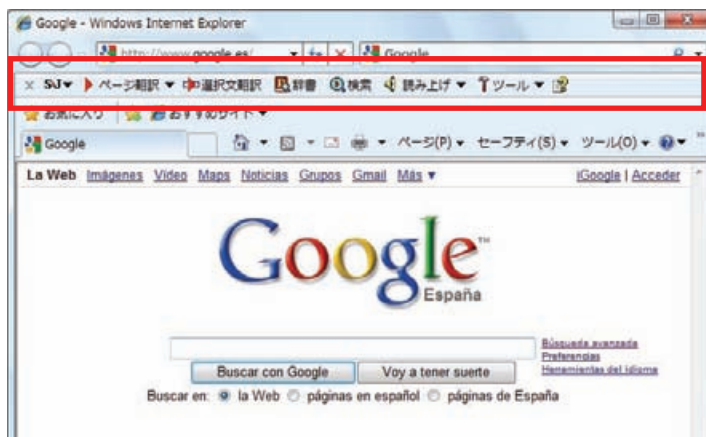 Google - Windows Internet Explorer
http://www.google.es/ Google
SJ ページ翻訳 選択文翻訳 辞書 検索 読み上げ ツール
お気に入り おすすめサイト
Google ページ(P) セーフティ(S) ツール(O)
La Web Imágenes Vídeo Maps Noticias Grupos Gmail Más iGoogle | Acceder
Google™
España
Búsqueda avanzada
Preferencias
Herramientas del idioma
Buscar con Google Voy a tener suerte
Buscar en: la Web páginas en español páginas de España